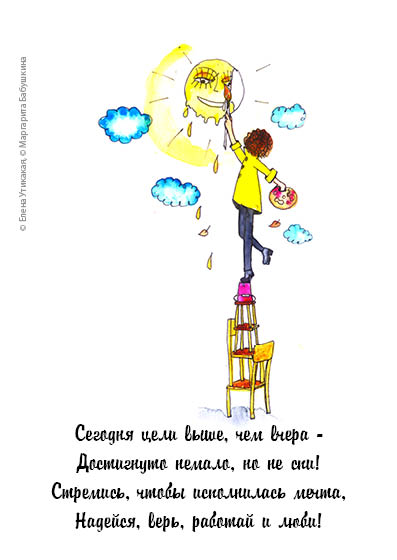 © Елена Утикакая, © Маргарита Бабушкина
Сегодня цели выше, чем вчера -
Достигнуто немало, но не спи!
Стремись, чтобы исполнилась мечта,
Надейся, верь, работай и люби!